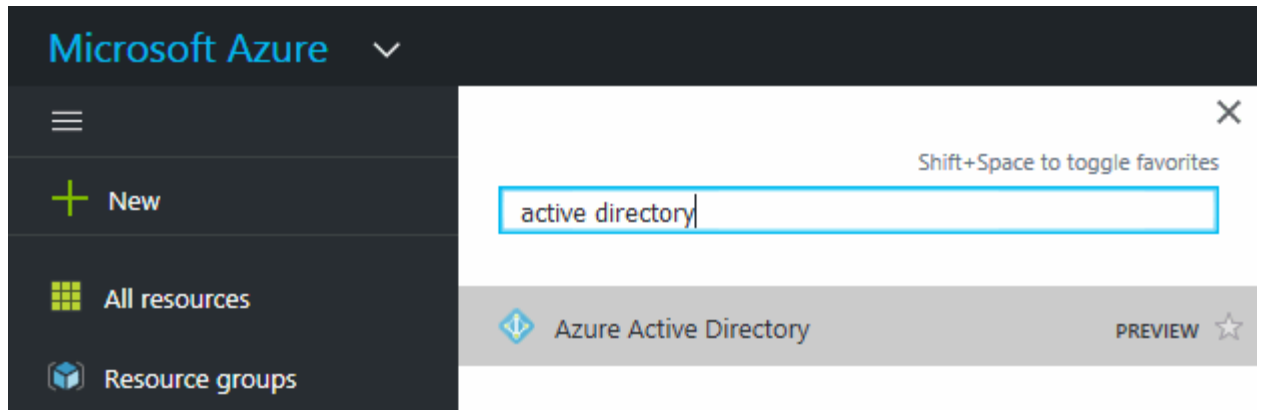 Microsoft Azure
Shift+Space to toggle favorites
New
active directory
All resources
Azure Active Directory PREVIEW
Resource groups